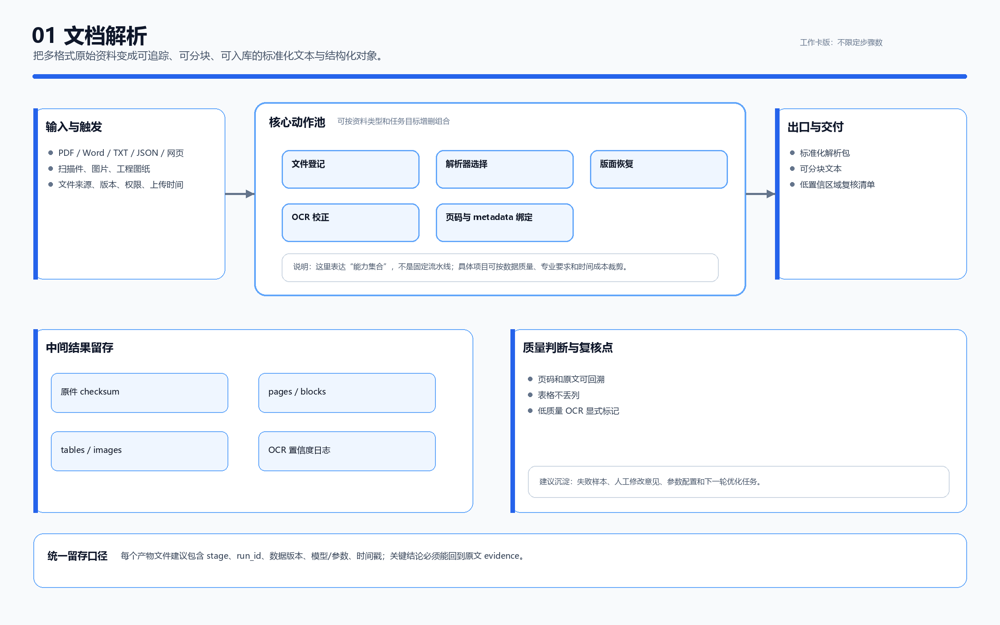 01 文档解析
把多格式原始资料变成可追踪、可分块、可入库的标准化文本与结构化对象。
工作卡版：不限定步骤数
输入与触发
PDF / Word / TXT / JSON / 网页
扫描件、图片、工程图纸
文件来源、版本、权限、上传时间
核心动作池
可按资料类型和任务目标增删组合
文件登记
解析器选择
版面恢复
OCR 校正
页码与 metadata 绑定
说明：这里表达“能力集合”，不是固定流水线；具体项目可按数据质量、专业要求和时间成本裁剪。
出口与交付
标准化解析包
可分块文本
低置信区域复核清单
中间结果留存
原件 checksum
pages / blocks
tables / images
OCR 置信度日志
质量判断与复核点
页码和原文可回溯
表格不丢列
低质量 OCR 显式标记
建议沉淀：失败样本、人工修改意见、参数配置和下一轮优化任务。
统一留存口径
每个产物文件建议包含 stage、run_id、数据版本、模型/参数、时间戳；关键结论必须能回到原文 evidence。